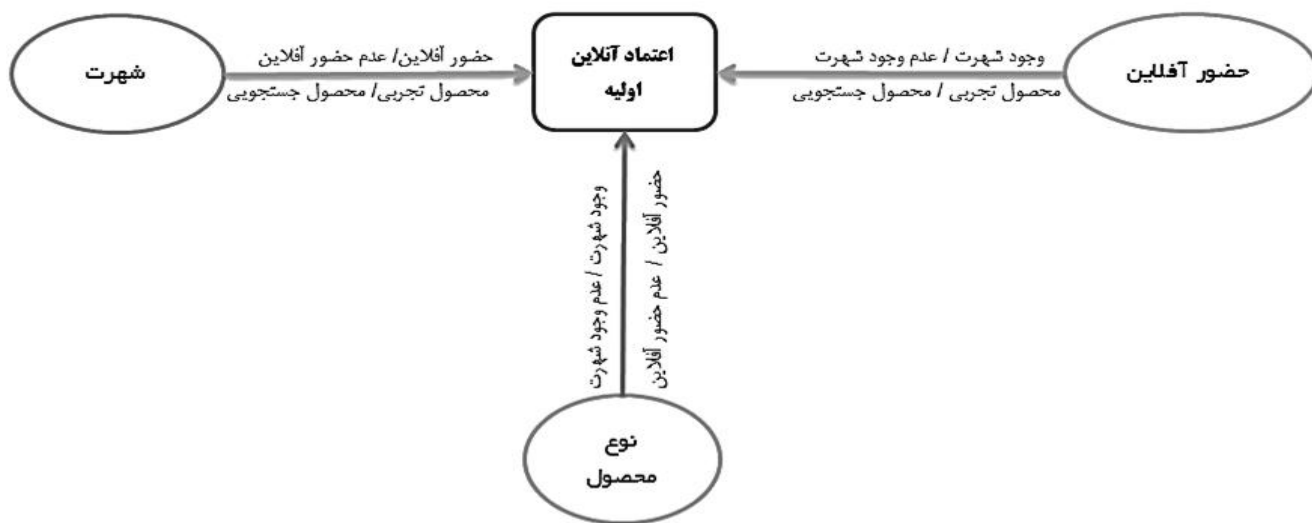 حضور آفلاین
وجود شهرت / عدم وجود شهرت
محصول تجربی / محصول جستجویی
اعتماد آنلاین
اولیه
حضور آفلاین/ عدم حضور آفلاین
محصول تجربی/ محصول جستجویی
شهرت
حضور آفلاین / عدم حضور آفلاین
وجود شهرت / عدم وجود شهرت
نوع
محصول